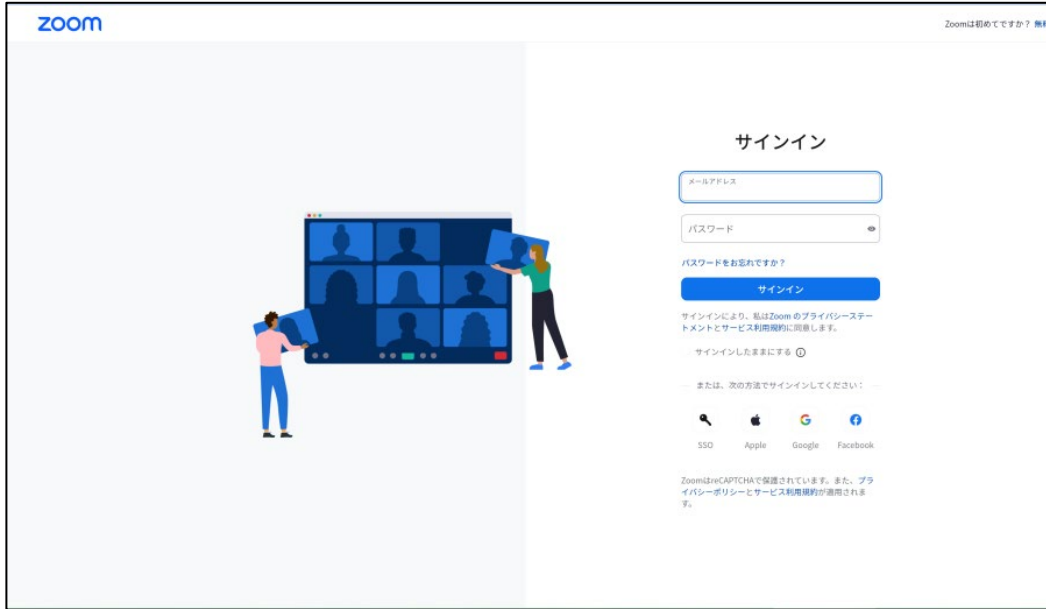 zoom
Zoomは初めてですか？
サインイン
メールアドレス
パスワード
パスワードをお忘れですか？
サインイン
サインインにより、私はZoom のプライバシーステー
トメントとサービス利用規約に同意します。
サインインしたままにする
または、次の方法でサインインしてください：
SSO
Apple
Google
Facebook
ZoomはreCAPTCHAで保護されています。また、プラ
イバシーポリシーとサービス利用規約が適用されま
す。